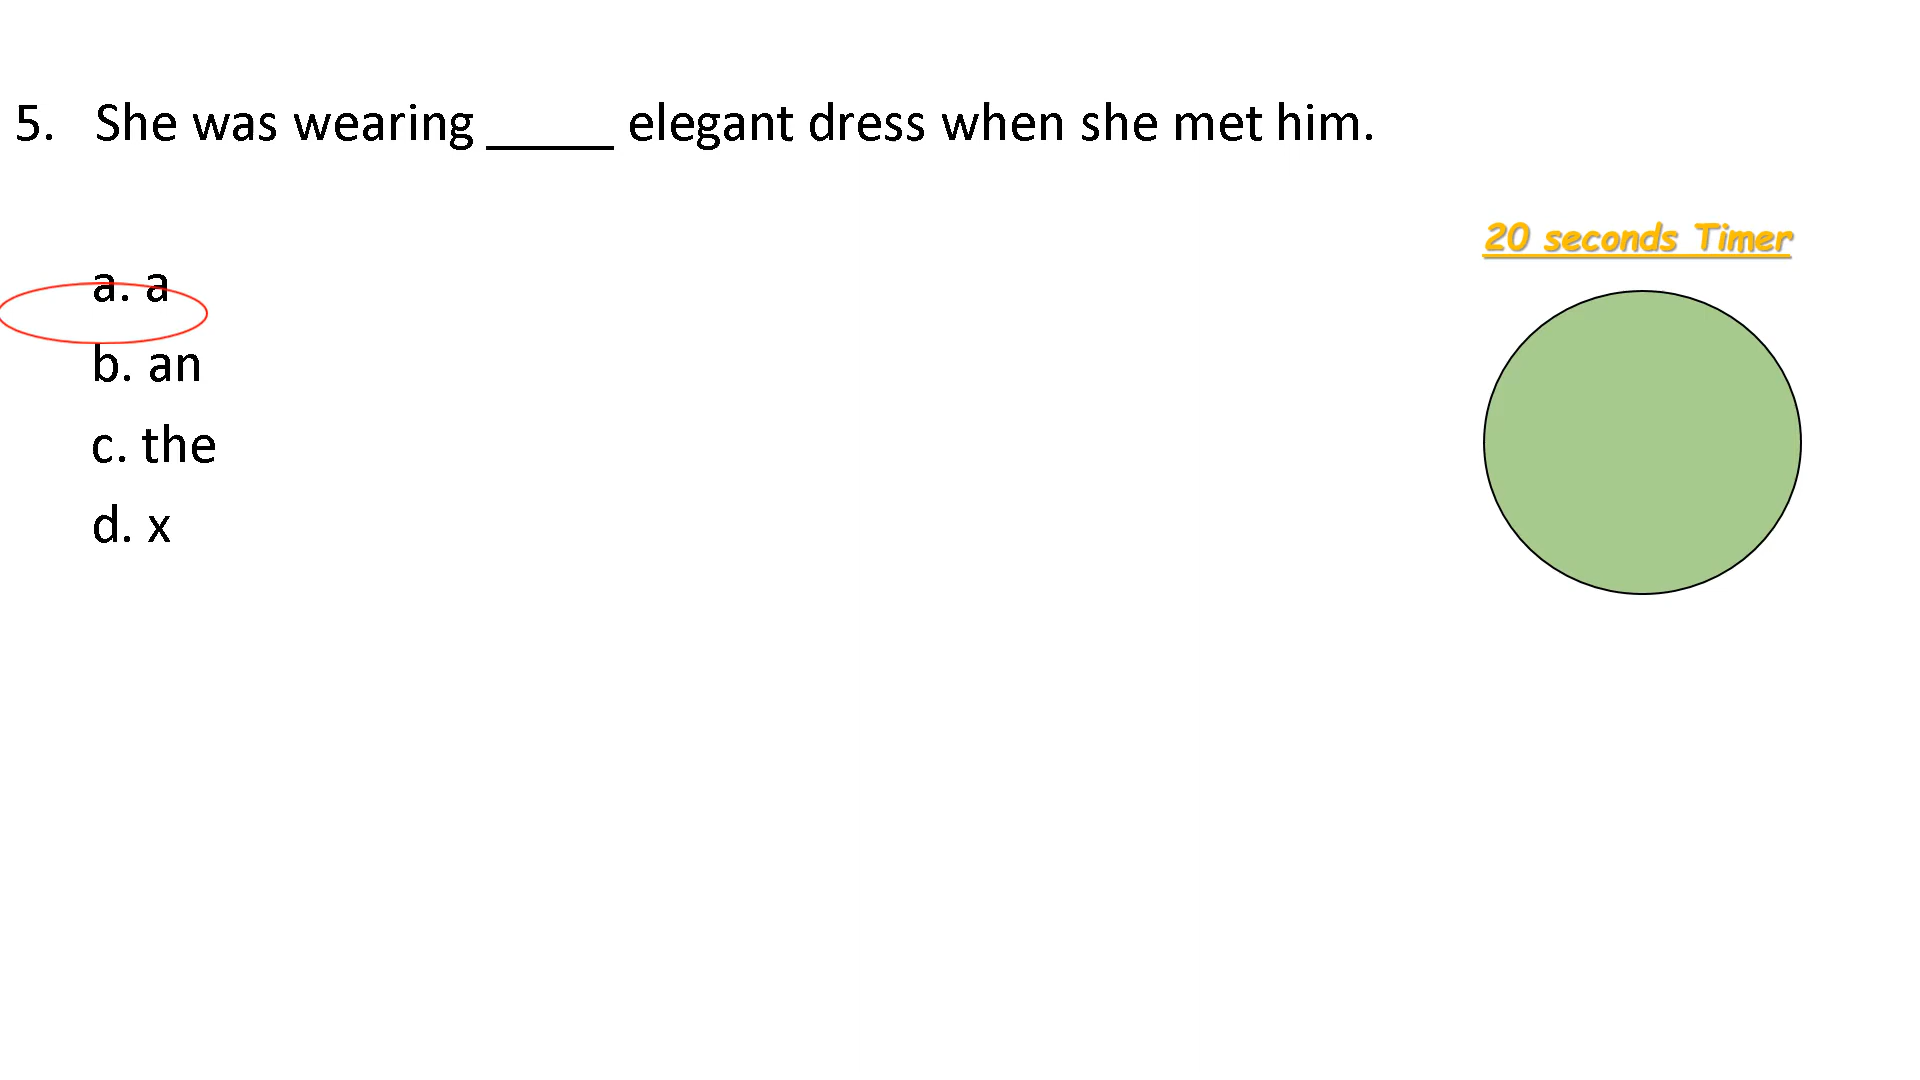 5. She was wearing _____ elegant dress when she met him.
20 seconds Timer
a. a
b. an
c. the
d. x